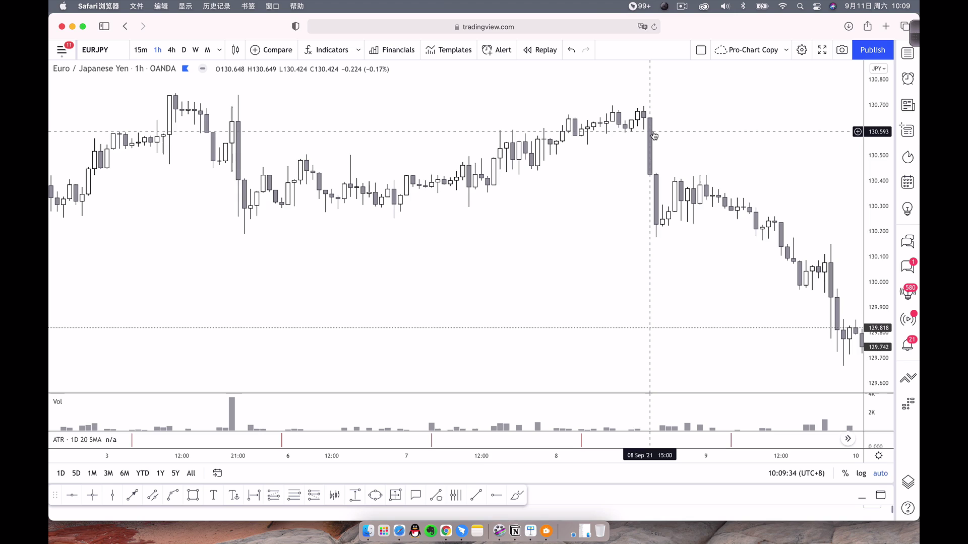 Safari浏览器 文件 编辑 显示 历史记录 书签 窗口 帮助 99+ 9月11日 周六 10:09
tradingview.com
11 EURJPY 15m 1h 4h D W M Compare Indicators Financials Templates Alert Replay Pro-Chart Copy Publish
Euro / Japanese Yen · 1h · OANDA O130.648 H130.649 L130.424 C130.424 −0.224 (−0.17%)
JPY
130.800
130.700
130.593
130.500
130.400
130.300
130.200
130.100
130.000
129.900
129.818
129.742
129.700
129.600
1
580
21
Vol
4K
2K
ATR · 1D 20 SMA n/a
0.000
3 12:00 21:00 6 12:00 7 12:00 8 08 Sep '21 15:00 9 12:00 10
1D 5D 1M 3M 6M YTD 1Y 5Y All 10:09:34 (UTC+8) % log auto